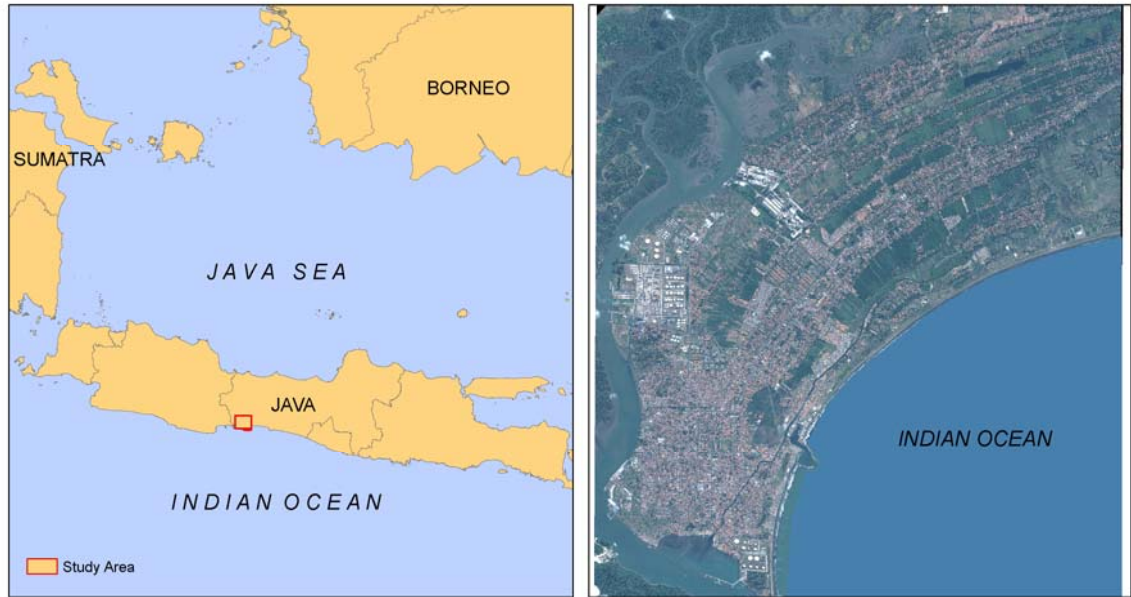 BORNEO
SUMATRA
JAVA SEA
JAVA
INDIAN OCEAN
Study Area
INDIAN OCEAN